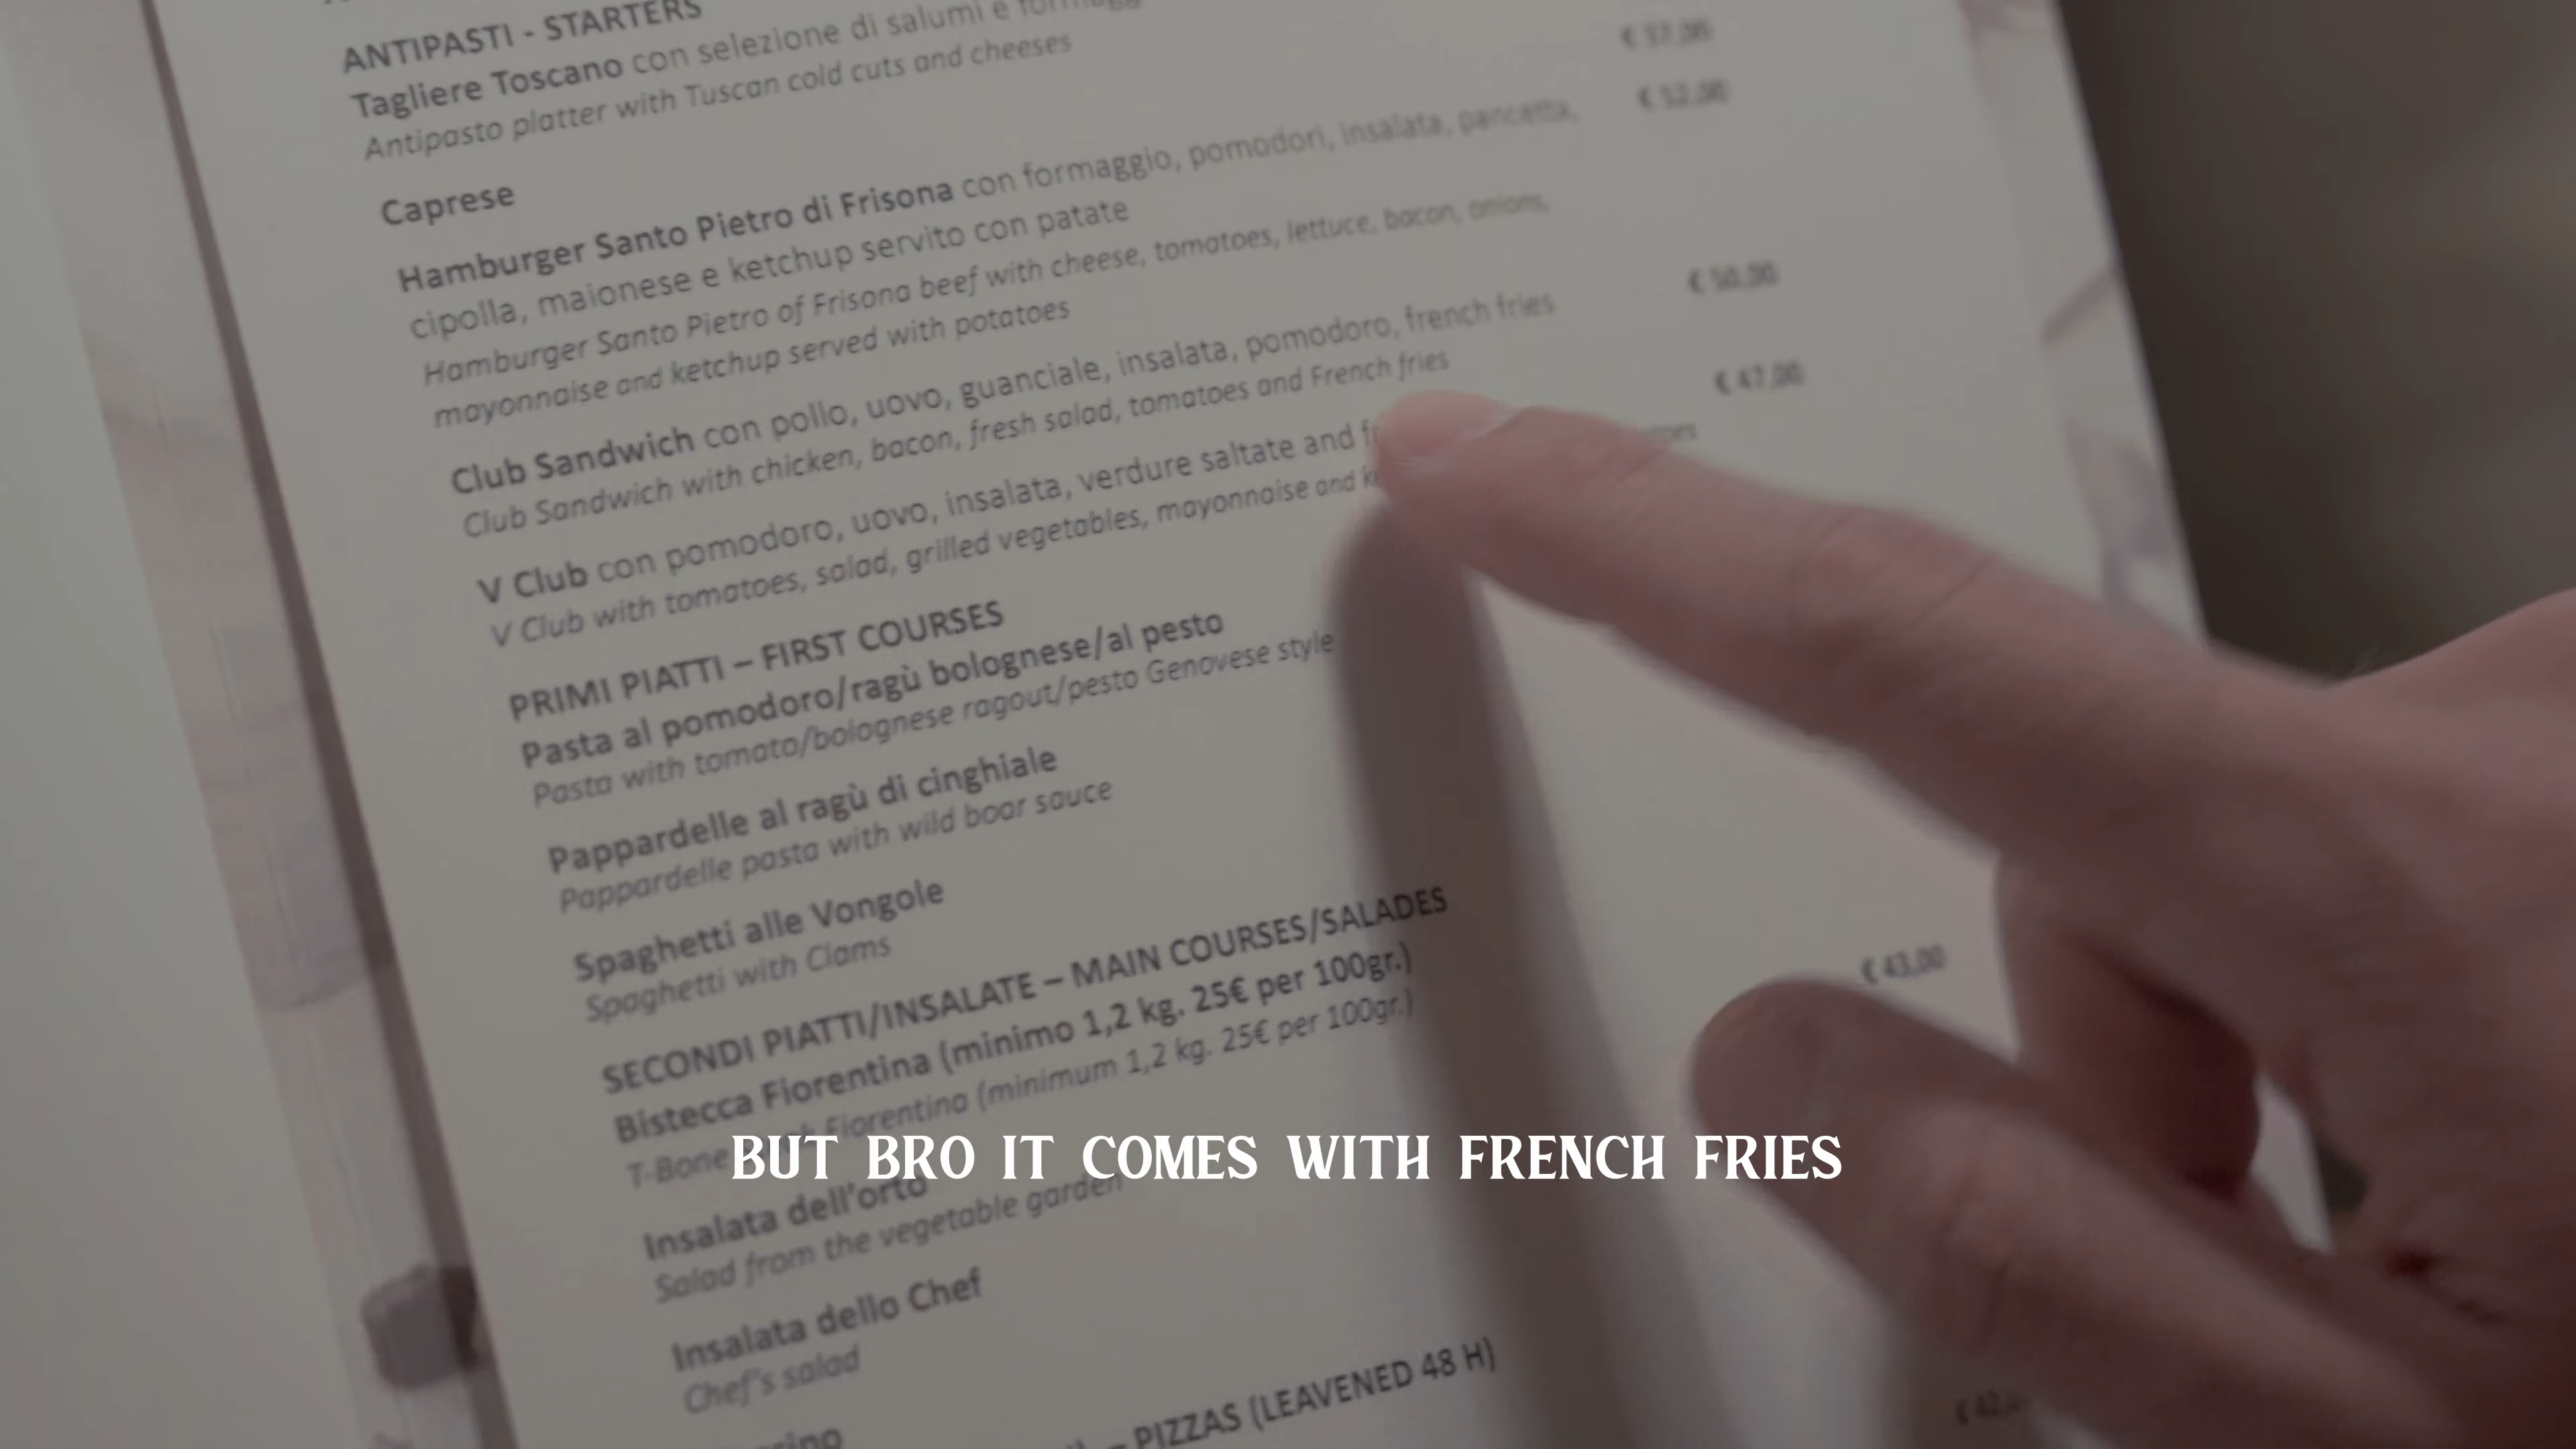 ANTIPASTI - STARTERS
Tagliere Toscano con selezione di salumi e
Antipasto platter with Tuscan cold cuts and cheeses
Caprese
Hamburger Santo Pietro di Frisona con formaggio, pomodori, insalata, pancetta,
cipolla, maionese e ketchup servito con patate
Hamburger Santo Pietro of Frisona beef with cheese, tomatoes, lettuce, bacon, onions,
mayonnaise and ketchup served with potatoes
Club Sandwich con pollo, uovo, guanciale, insalata, pomodoro, french fries
Club Sandwich with chicken, bacon, fresh salad, tomatoes and French fries
€ 47,00
V Club con pomodoro, uovo, insalata, verdure saltate and
V Club with tomatoes, salad, grilled vegetables, mayonnaise and
PRIMI PIATTI – FIRST COURSES
Pasta al pomodoro/ragù bolognese/al pesto
Pasta with tomato/bolognese ragout/pesto Genovese style
Pappardelle al ragù di cinghiale
Pappardelle pasta with wild boar sauce
Spaghetti alle Vongole
Spaghetti with Clams
€ 43,00
SECONDI PIATTI/INSALATE – MAIN COURSES/SALADES
Bistecca Fiorentina (minimo 1,2 kg. 25€ per 100gr.)
T-Bone Fiorentina (minimum 1,2 kg. 25€ per 100gr.)
Insalata dell'orto
Salad from the vegetable garden
Insalata dello Chef
Chef's salad
– PIZZAS (LEAVENED 48 H)
BUT BRO IT COMES WITH FRENCH FRIES